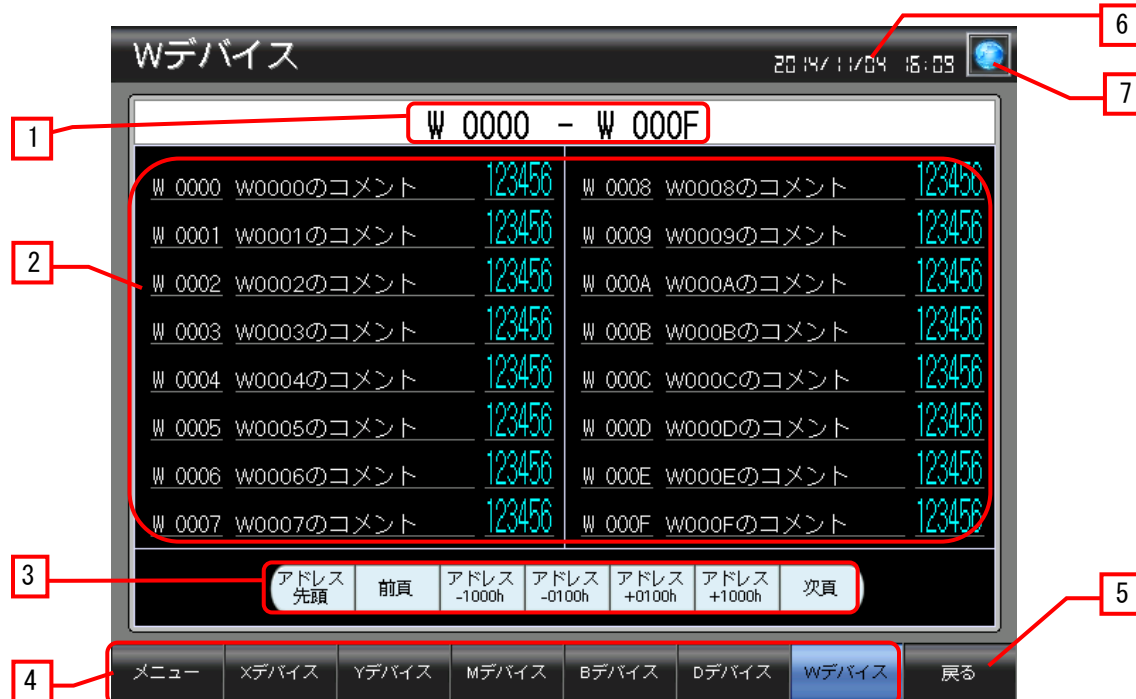 6
Wデバイス
2014/11/04 16:09
7
1
W 0000 - W 000F
2
W 0000 W0000のコメント 123456 W 0008 W0008のコメント 123456
W 0001 W0001のコメント 123456 W 0009 W0009のコメント 123456
W 0002 W0002のコメント 123456 W 000A W000Aのコメント 123456
W 0003 W0003のコメント 123456 W 000B W000Bのコメント 123456
W 0004 W0004のコメント 123456 W 000C W000Cのコメント 123456
W 0005 W0005のコメント 123456 W 000D W000Dのコメント 123456
W 0006 W0006のコメント 123456 W 000E W000Eのコメント 123456
W 0007 W0007のコメント 123456 W 000F W000Fのコメント 123456
3
アドレス 先頭
前頁
アドレス -1000h
アドレス -0100h
アドレス +0100h
アドレス +1000h
次頁
5
4
メニュー Xデバイス Yデバイス Mデバイス Bデバイス Dデバイス Wデバイス 戻る